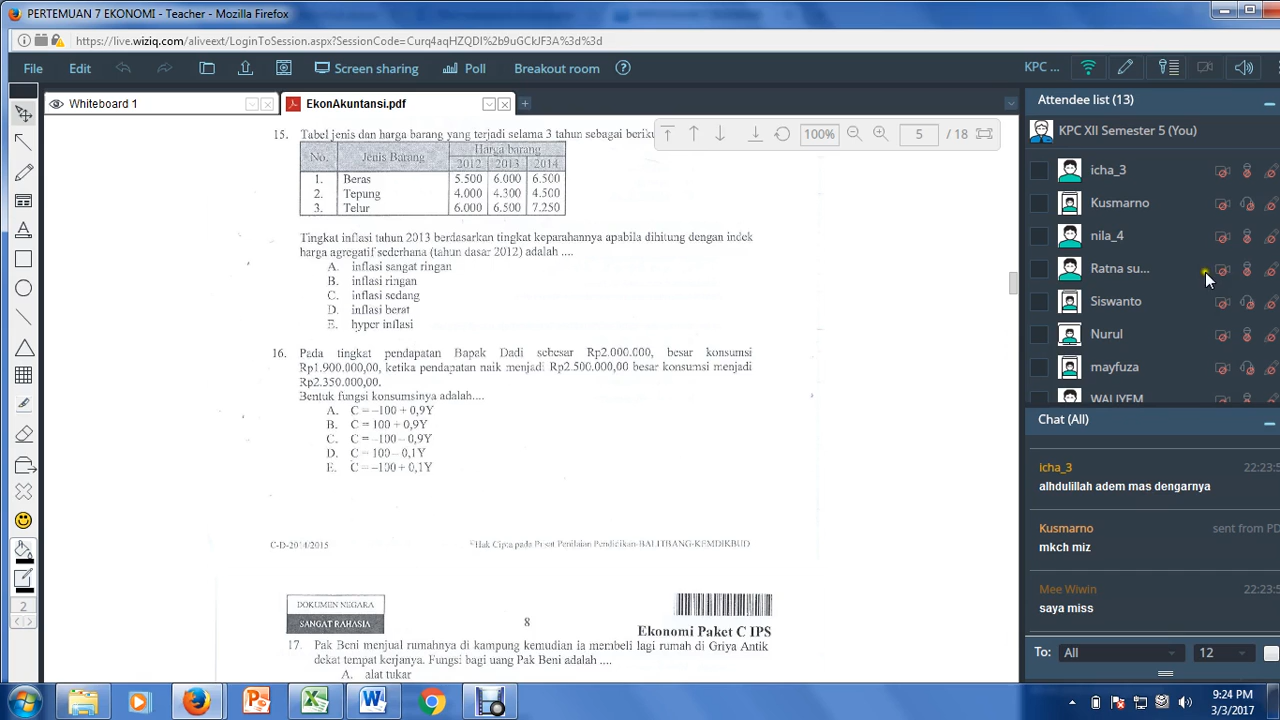 PERTEMUAN 7 EKONOMI - Teacher - Mozilla Firefox
https://live.wiziq.com/aliveext/LoginToSession.aspx?SessionCode=Curq4aqHZQDI%2b9uGCkJF3A%3d%3d
File Edit Screen sharing Poll Breakout room ? KPC ...
Whiteboard 1 EkonAkuntansi.pdf
100% 5 / 18
15. Tabel jenis dan harga barang yang terjadi selama 3 tahun sebagai beriku
No. Jenis Barang Harga barang
2012 2013 2014
1. Beras 5.500 6.000 6.500
2. Tepung 4.000 4.300 4.500
3. Telur 6.000 6.500 7.250
Tingkat inflasi tahun 2013 berdasarkan tingkat keparahannya apabila dihitung dengan indek
harga agregatif sederhana (tahun dasar 2012) adalah ....
A. inflasi sangat ringan
B. inflasi ringan
C. inflasi sedang
D. inflasi berat
E. hyper inflasi
16. Pada tingkat pendapatan Bapak Dadi sebesar Rp2.000.000, besar konsumsi
Rp1.900.000,00, ketika pendapatan naik menjadi Rp2.500.000,00 besar konsumsi menjadi
Rp2.350.000,00.
Bentuk fungsi konsumsinya adalah....
A. C = –100 + 0,9Y
B. C = 100 + 0,9Y
C. C = –100 – 0,9Y
D. C = 100 – 0,1Y
E. C = –100 + 0,1Y
C-D-2014/2015 ©Hak Cipta pada Pusat Penilaian Pendidikan-BALITBANG-KEMDIKBUD
DOKUMEN NEGARA
SANGAT RAHASIA
8
Ekonomi Paket C IPS
17. Pak Beni menjual rumahnya di kampung kemudian ia membeli lagi rumah di Griya Antik
dekat tempat kerjanya. Fungsi bagi uang Pak Beni adalah ....
A. alat tukar
2
Attendee list (13)
KPC XII Semester 5 (You)
icha_3
Kusmarno
nila_4
Ratna su...
Siswanto
Nurul
mayfuza
WALIYEM
Chat (All)
icha_3 22:23:5
alhdulillah adem mas dengarnya
Kusmarno sent from PD
mkch miz
Mee Wiwin 22:23:5
saya miss
To: All 12
9:24 PM
3/3/2017